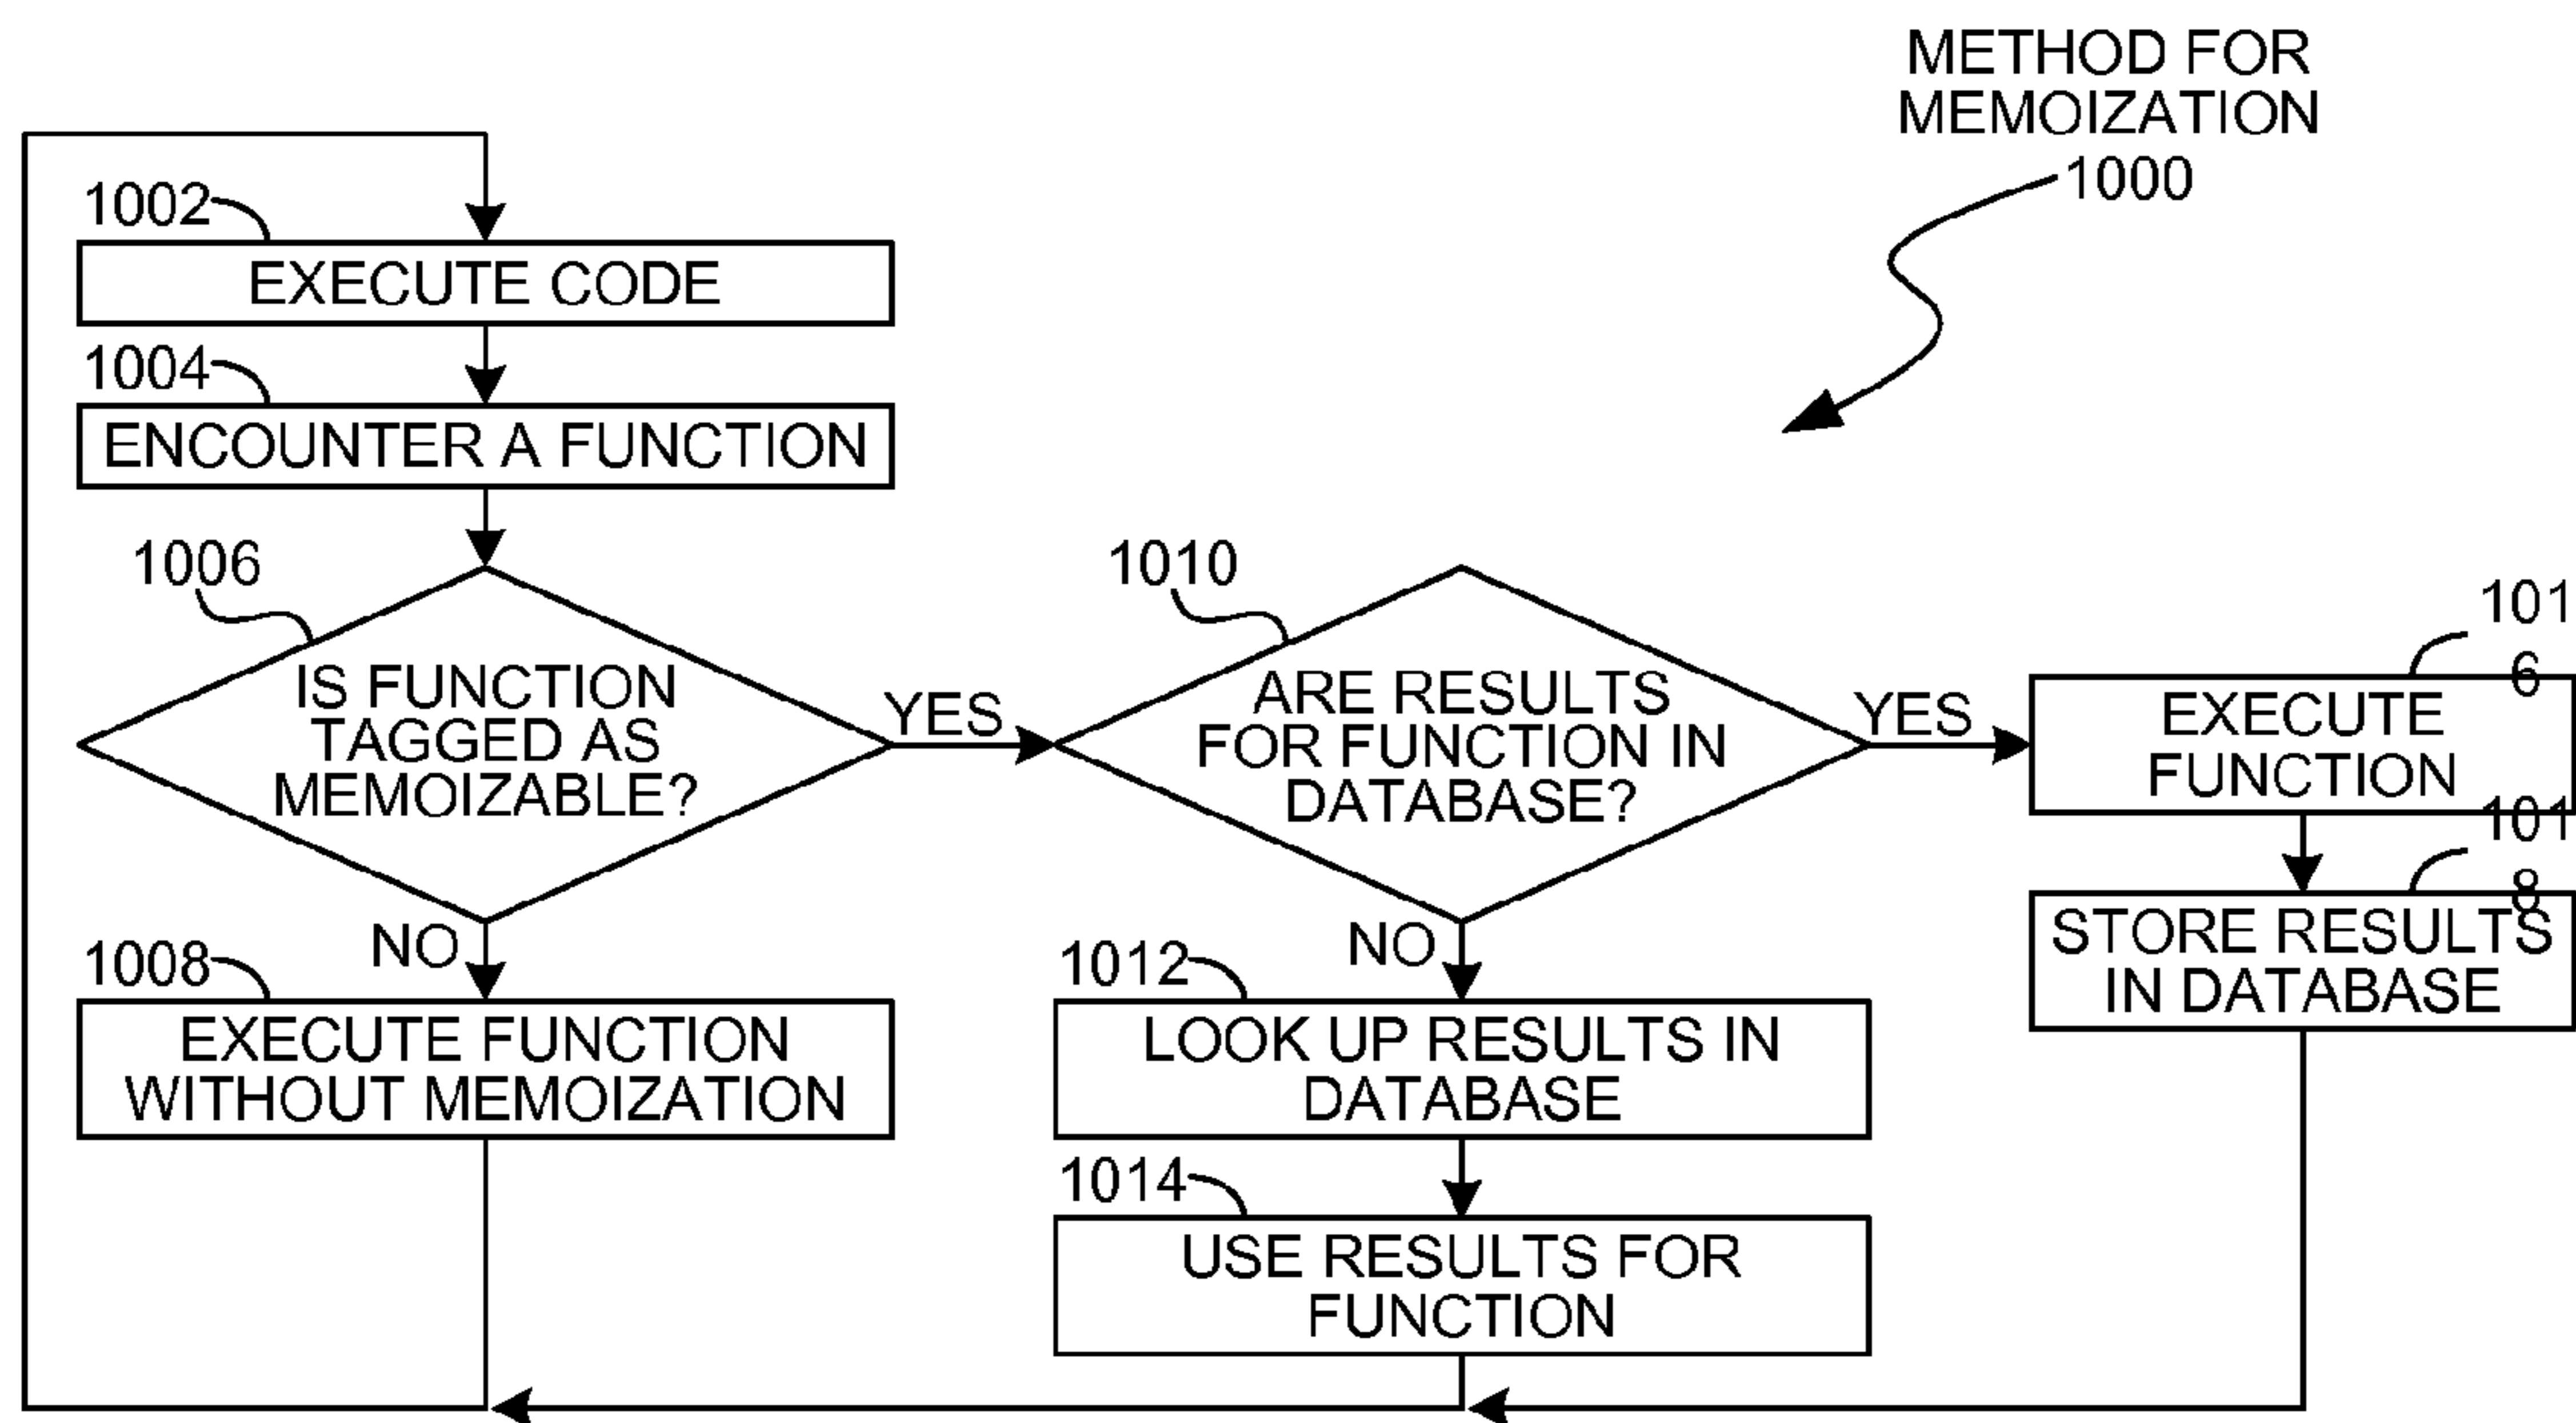 METHOD FOR
MEMOIZATION
1000
1002
EXECUTE CODE
1004
ENCOUNTER A FUNCTION
1006
IS FUNCTION
TAGGED AS
MEMOIZABLE?
YES
NO
1008
EXECUTE FUNCTION
WITHOUT MEMOIZATION
1010
ARE RESULTS
FOR FUNCTION IN
DATABASE?
YES
NO
1012
LOOK UP RESULTS IN
DATABASE
1014
USE RESULTS FOR
FUNCTION
101
6
EXECUTE
FUNCTION
101
8
STORE RESULTS
IN DATABASE